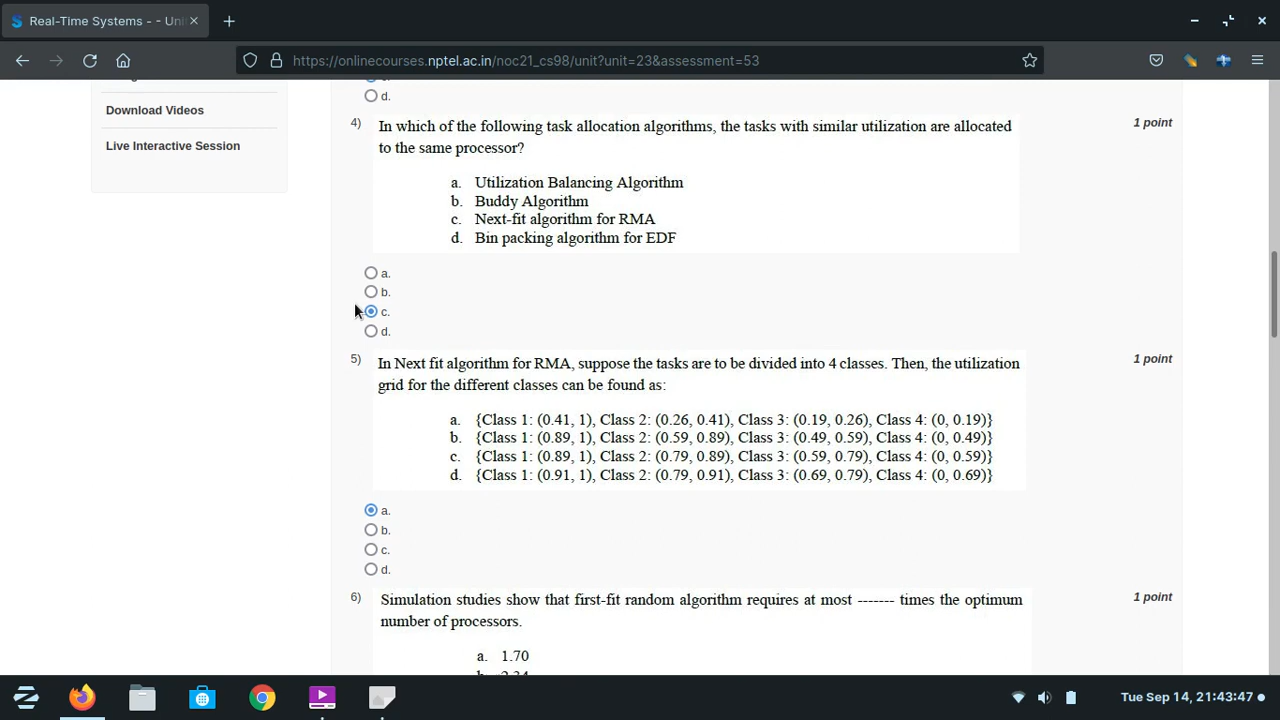 Real-Time Systems - - Uni
https://onlinecourses.nptel.ac.in/noc21_cs98/unit?unit=23&assessment=53
Download Videos
Live Interactive Session
d.
4)
In which of the following task allocation algorithms, the tasks with similar utilization are allocated
to the same processor?
1 point
a. Utilization Balancing Algorithm
b. Buddy Algorithm
c. Next-fit algorithm for RMA
d. Bin packing algorithm for EDF
a.
b.
c.
d.
5)
In Next fit algorithm for RMA, suppose the tasks are to be divided into 4 classes. Then, the utilization
grid for the different classes can be found as:
1 point
a. {Class 1: (0.41, 1), Class 2: (0.26, 0.41), Class 3: (0.19, 0.26), Class 4: (0, 0.19)}
b. {Class 1: (0.89, 1), Class 2: (0.59, 0.89), Class 3: (0.49, 0.59), Class 4: (0, 0.49)}
c. {Class 1: (0.89, 1), Class 2: (0.79, 0.89), Class 3: (0.59, 0.79), Class 4: (0, 0.59)}
d. {Class 1: (0.91, 1), Class 2: (0.79, 0.91), Class 3: (0.69, 0.79), Class 4: (0, 0.69)}
a.
b.
c.
d.
6)
Simulation studies show that first-fit random algorithm requires at most ------- times the optimum
number of processors.
1 point
a. 1.70
Tue Sep 14, 21:43:47